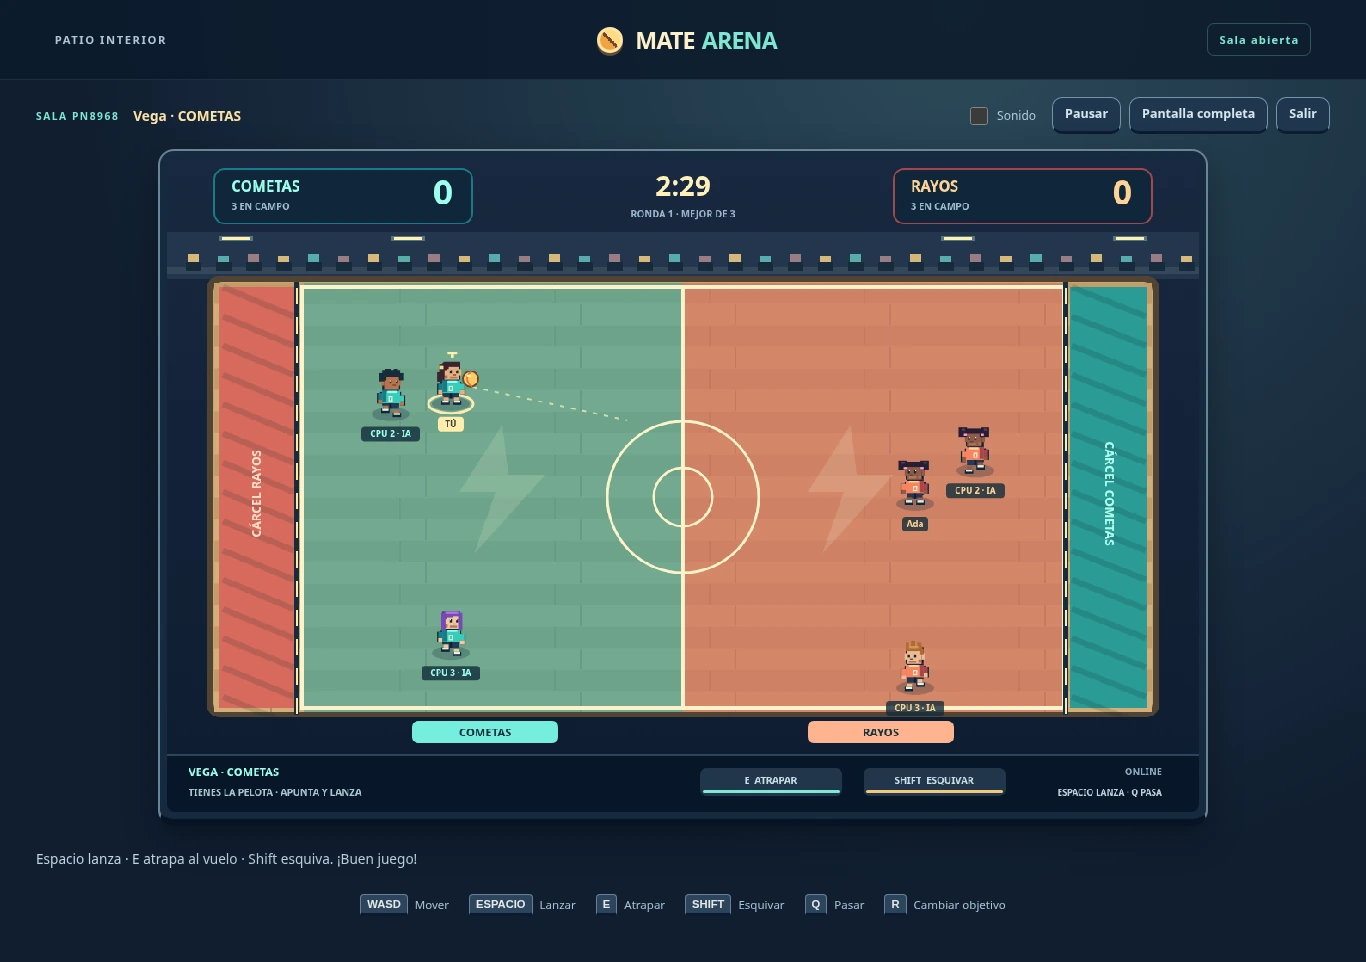 PATIO INTERIOR
MATE ARENA
Sala abierta
SALA PN8968 Vega · COMETAS
Sonido
Pausar
Pantalla completa
Salir
COMETAS 0
3 EN CAMPO
2:29
RONDA 1 · MEJOR DE 3
RAYOS 0
3 EN CAMPO
CPU 2 · IA
TÚ
CÁRCEL RAYOS
CÁRCEL COMETAS
CPU 2 · IA
Ada
CPU 3 · IA
CPU 3 · IA
COMETAS
RAYOS
VEGA · COMETAS
TIENES LA PELOTA · APUNTA Y LANZA
E ATRAPAR
SHIFT ESQUIVAR
ONLINE
ESPACIO LANZA · Q PASA
Espacio lanza · E atrapa al vuelo · Shift esquiva. ¡Buen juego!
WASD Mover ESPACIO Lanzar E Atrapar SHIFT Esquivar Q Pasar R Cambiar objetivo